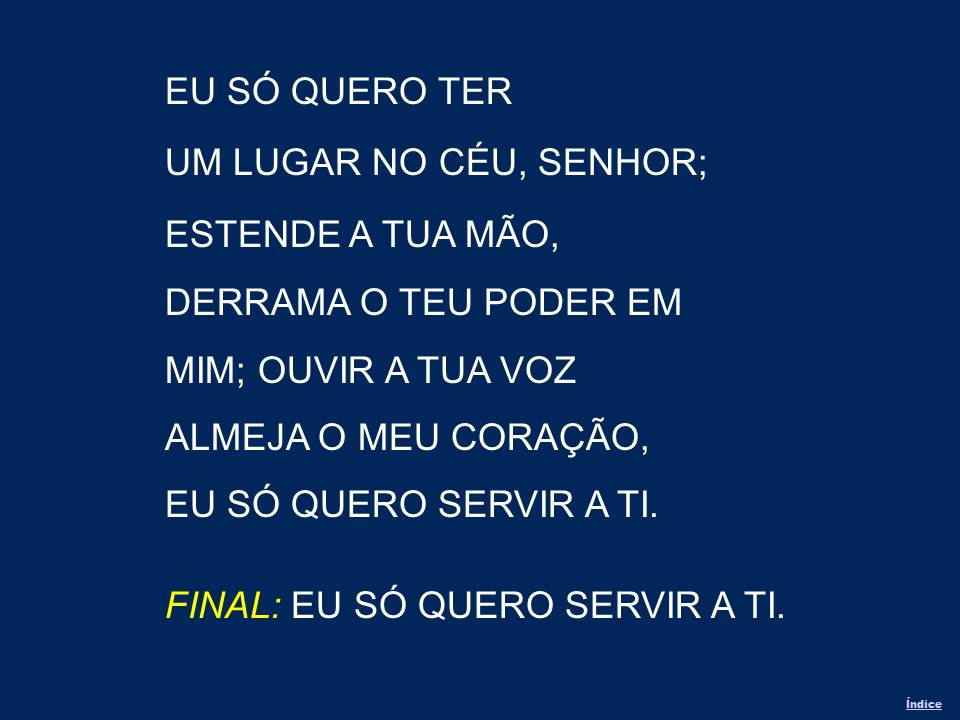 EU SÓ QUERO TER
UM LUGAR NO CÉU, SENHOR;
ESTENDE A TUA MÃO,
DERRAMA O TEU PODER EM
MIM; OUVIR A TUA VOZ
ALMEJA O MEU CORAÇÃO,
EU SÓ QUERO SERVIR A TI.
FINAL: EU SÓ QUERO SERVIR A TI.
Índice